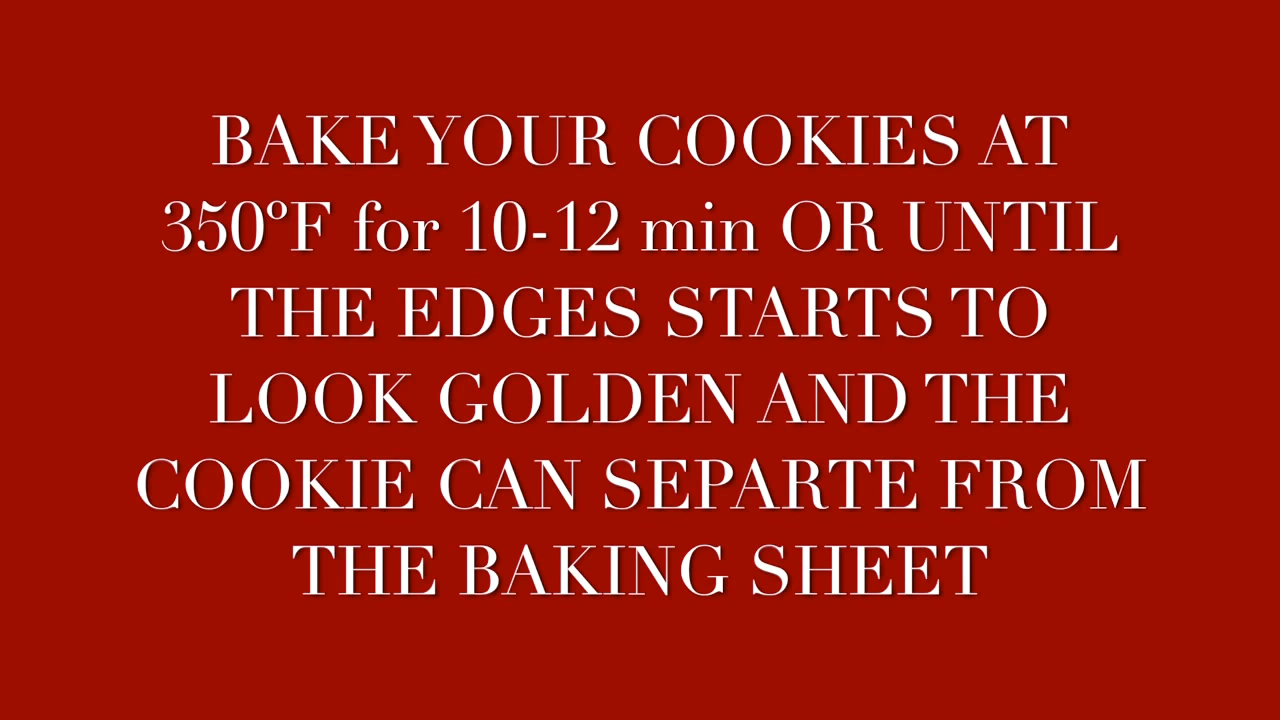 BAKE YOUR COOKIES AT
350ºF for 10-12 min OR UNTIL
THE EDGES STARTS TO
LOOK GOLDEN AND THE
COOKIE CAN SEPARTE FROM
THE BAKING SHEET